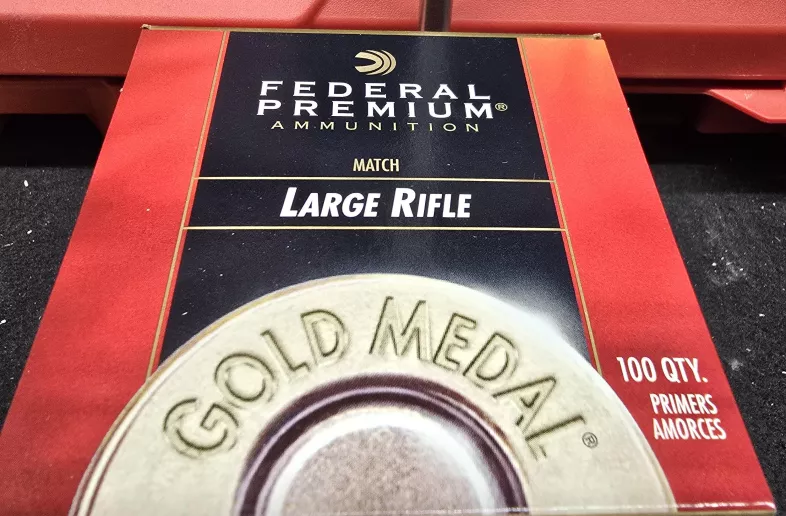 FEDERAL
PREMIUM®
AMMUNITION
MATCH
LARGE RIFLE
GOLD MEDAL®
100 QTY.
PRIMERS
AMORCES